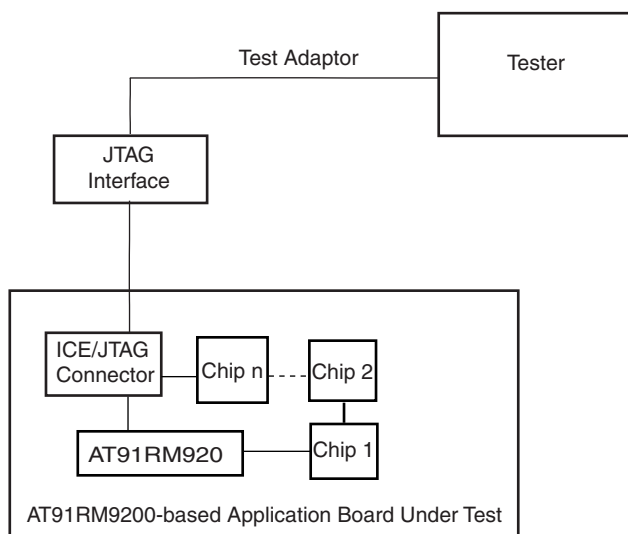 Test Adaptor
Tester
JTAG
Interface
ICE/JTAG
Connector
Chip n
Chip 2
AT91RM920
Chip 1
AT91RM9200-based Application Board Under Test